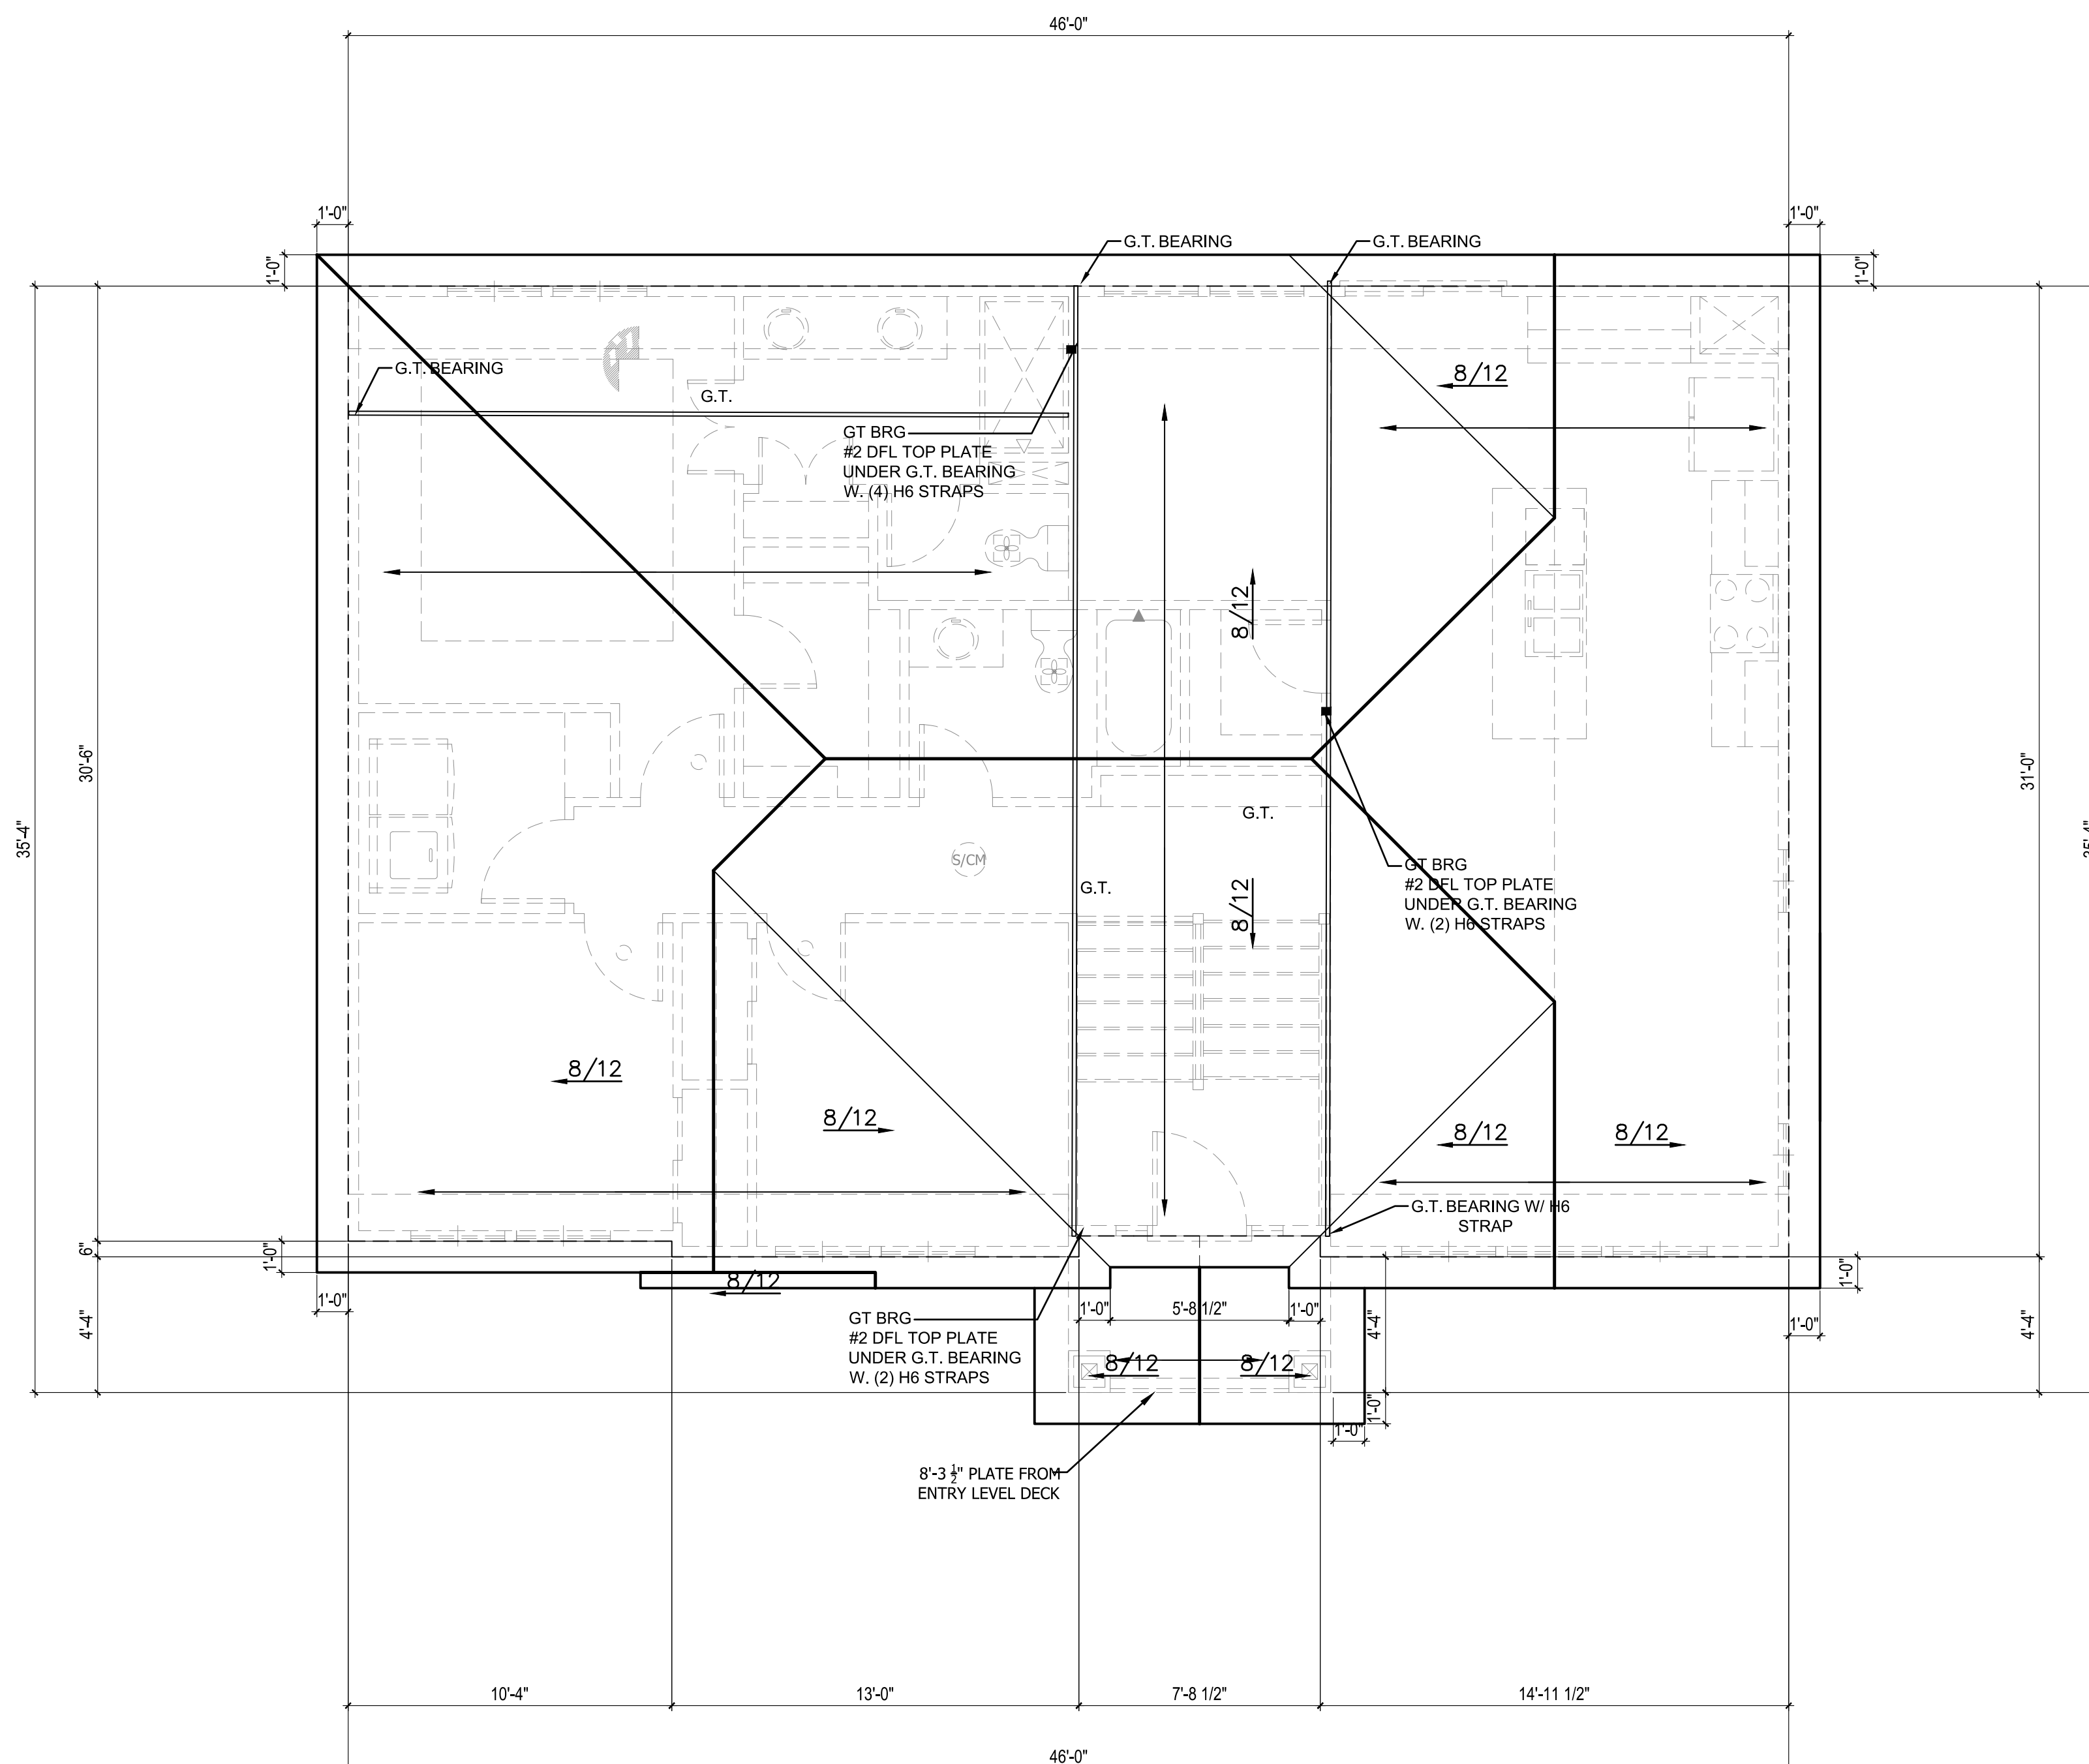 46'-0"
1'-0"
1'-0"
G.T. BEARING
G.T. BEARING
1'-0"
1'-0"
G.T. BEARING
8/12
G.T.
GT BRG
#2 DFL TOP PLATE
UNDER G.T. BEARING
W. (4) H6 STRAPS
8/12
30'-6"
31'-0"
35'-4"
35'-4"
G.T.
S/CM
GT BRG
#2 DFL TOP PLATE
UNDER G.T. BEARING
W. (2) H6 STRAPS
G.T.
8/12
8/12
8/12
8/12
8/12
G.T. BEARING W/ H6
STRAP
6"
1'-0"
1'-0"
8/12
1'-0"
1'-0"
5'-8 1/2"
1'-0"
4'-4"
4'-4"
1'-0"
4'-4"
GT BRG
#2 DFL TOP PLATE
UNDER G.T. BEARING
W. (2) H6 STRAPS
8/12
8/12
1'-0"
1'-0"
8'-3 1/2" PLATE FROM
ENTRY LEVEL DECK
10'-4"
13'-0"
7'-8 1/2"
14'-11 1/2"
46'-0"